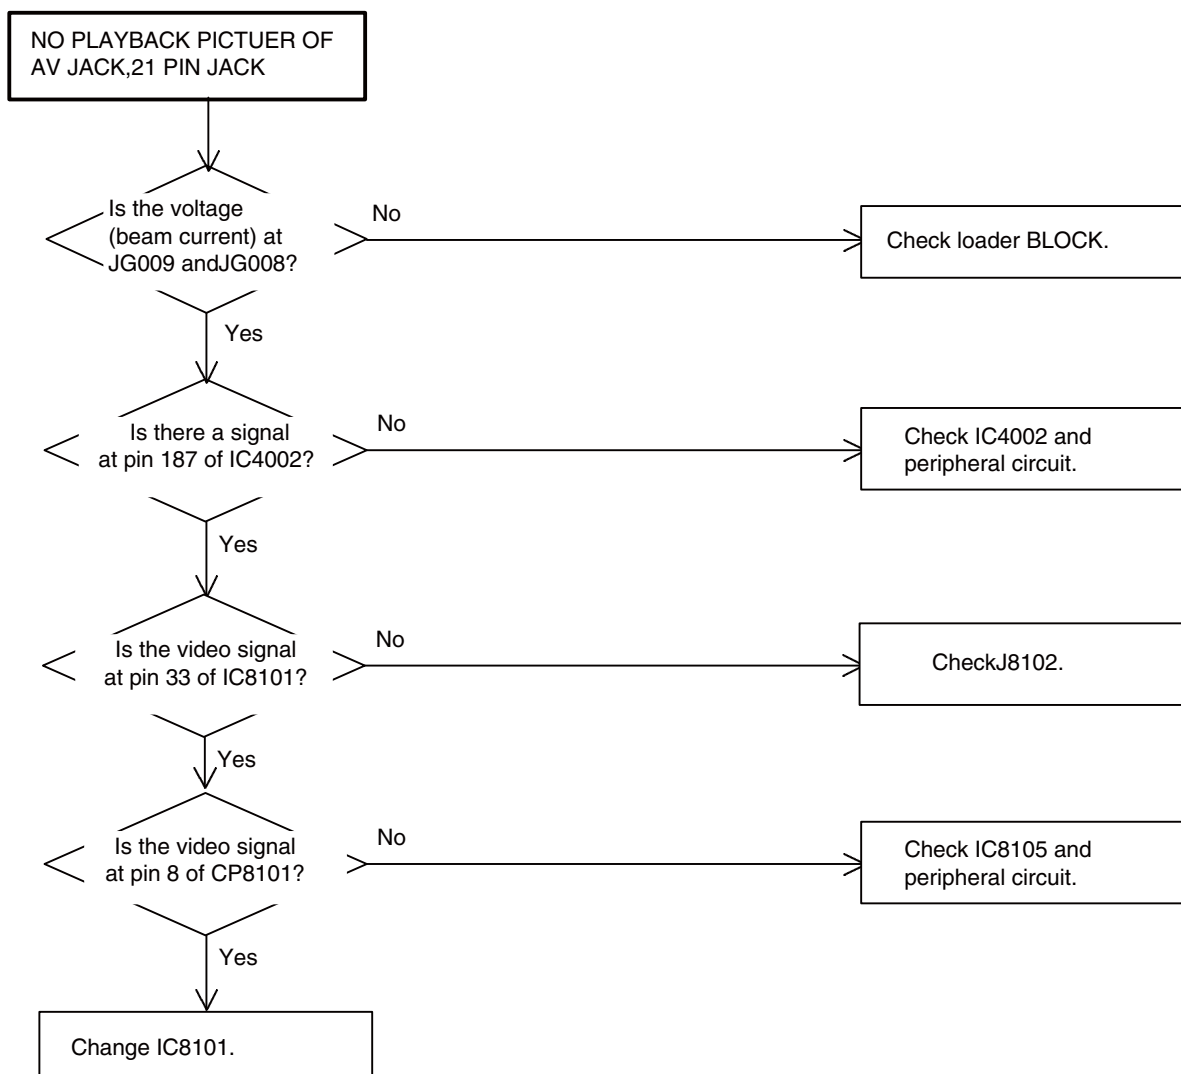 NO PLAYBACK PICTUER OF
AV JACK,21 PIN JACK
Is the voltage
(beam current) at
JG009 andJG008?
No
Check loader BLOCK.
Yes
Is there a signal
at pin 187 of IC4002?
No
Check IC4002 and
peripheral circuit.
Yes
Is the video signal
at pin 33 of IC8101?
No
CheckJ8102.
Yes
Is the video signal
at pin 8 of CP8101?
No
Check IC8105 and
peripheral circuit.
Yes
Change IC8101.